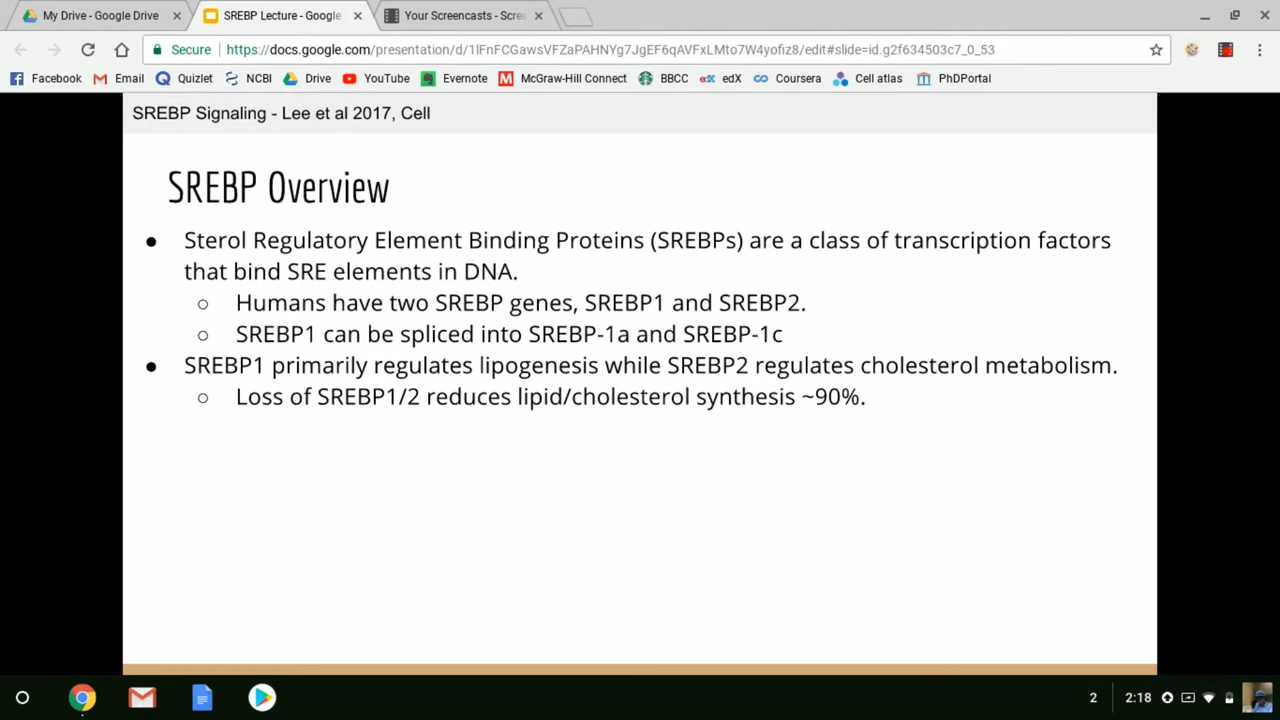 My Drive - Google Drive
SREBP Lecture - Google
Your Screencasts - Scree
Secure https://docs.google.com/presentation/d/1lFnFCGawsVFZaPAHNYg7JgEF6qAVFxLMto7W4yofiz8/edit#slide=id.g2f634503c7_0_53
Facebook Email Quizlet NCBI Drive YouTube Evernote McGraw-Hill Connect BBCC edX Coursera Cell atlas PhDPortal
SREBP Signaling - Lee et al 2017, Cell
SREBP Overview
● Sterol Regulatory Element Binding Proteins (SREBPs) are a class of transcription factors
that bind SRE elements in DNA.
○ Humans have two SREBP genes, SREBP1 and SREBP2.
○ SREBP1 can be spliced into SREBP-1a and SREBP-1c
● SREBP1 primarily regulates lipogenesis while SREBP2 regulates cholesterol metabolism.
○ Loss of SREBP1/2 reduces lipid/cholesterol synthesis ~90%.
2 2:18